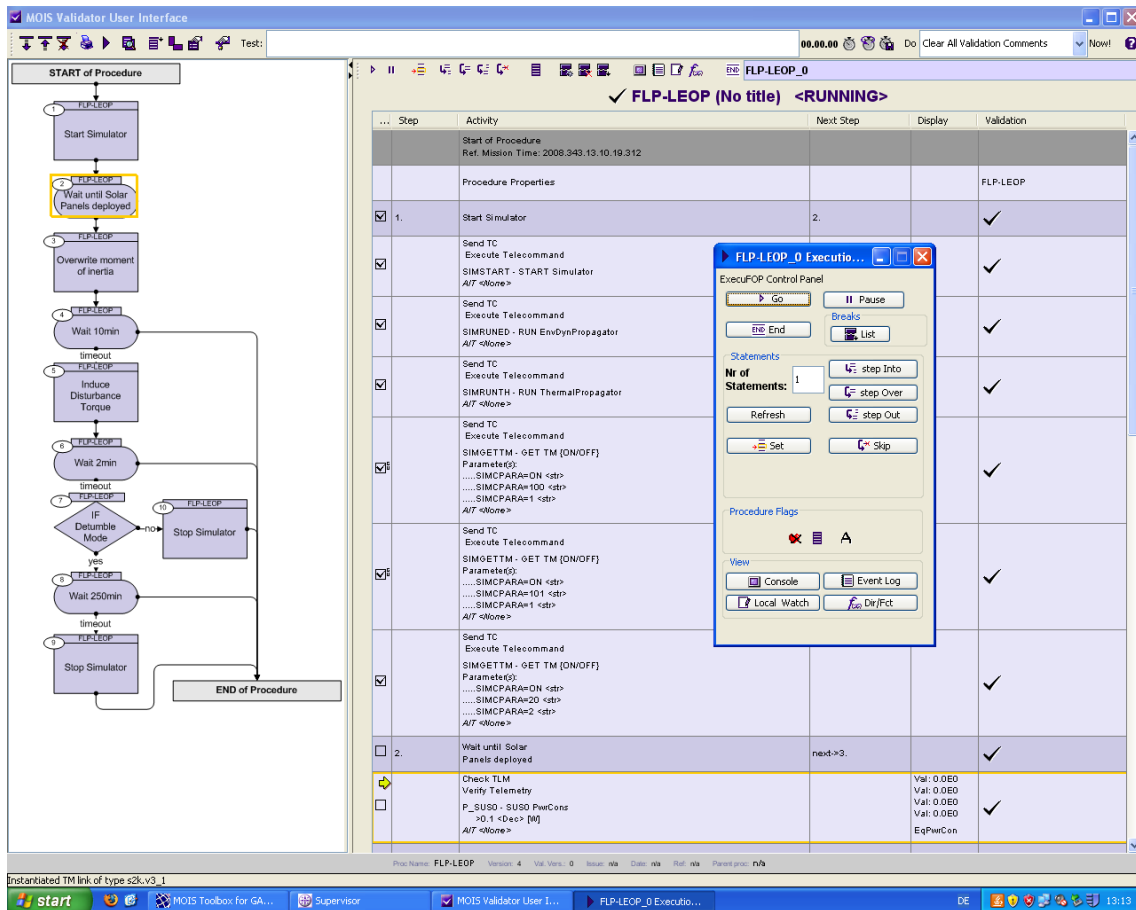 MOIS Validator User Interface
Test:
00.00.00
Do
Clear All Validation Comments
Now!
START of Procedure
1
FLP-LEOP
Start Simulator
2
FLP-LEOP
Wait until Solar
Panels deployed
3
FLP-LEOP
Overwrite moment
of inertia
4
FLP-LEOP
Wait 10min
timeout
5
FLP-LEOP
Induce
Disturbance
Torque
6
FLP-LEOP
Wait 2min
timeout
7
FLP-LEOP
IF
Detumble
Mode
no
10
FLP-LEOP
Stop Simulator
yes
8
FLP-LEOP
Wait 250min
timeout
9
FLP-LEOP
Stop Simulator
END of Procedure
END FLP-LEOP_0
FLP-LEOP (No title) <RUNNING>
... Step Activity Next Step Display Validation
Start of Procedure
Ref. Mission Time: 2008.343.13.10.19.312
Procedure Properties FLP-LEOP
1. Start Simulator 2.
Send TC
Execute Telecommand
SIMSTART - START Simulator
AIT <None>
Send TC
Execute Telecommand
SIMRUNED - RUN EnvDynPropagator
AIT <None>
Send TC
Execute Telecommand
SIMRUNTH - RUN ThermalPropagator
AIT <None>
Send TC
Execute Telecommand
SIMGETTM - GET TM {ON/OFF}
Parameter(s):
.....SIMCPARA=ON <str>
.....SIMCPARA=100 <str>
.....SIMCPARA=1 <str>
AIT <None>
Send TC
Execute Telecommand
SIMGETTM - GET TM {ON/OFF}
Parameter(s):
.....SIMCPARA=ON <str>
.....SIMCPARA=101 <str>
.....SIMCPARA=1 <str>
AIT <None>
Send TC
Execute Telecommand
SIMGETTM - GET TM {ON/OFF}
Parameter(s):
.....SIMCPARA=ON <str>
.....SIMCPARA=20 <str>
.....SIMCPARA=2 <str>
AIT <None>
2. Wait until Solar next->3.
Panels deployed
Check TLM Val: 0.0E0
Verify Telemetry Val: 0.0E0
Val: 0.0E0
P_SUS0 - SUS0 PwrCons Val: 0.0E0
>0.1 <Dec> [W]
AIT <None> EqPwrCon
FLP-LEOP_0 Executio...
ExecuFOP Control Panel
Go
Pause
Breaks
END End
List
Statements
Nr of
Statements:
1
step Into
step Over
Refresh
step Out
Set
Skip
Procedure Flags
A
View
Console
Event Log
Local Watch
Dir/Fct
Proc Name: FLP-LEOP Version: 4 Val. Vers.: 0 Issue: n/a Date: n/a Ref: n/a Parent proc: n/a
Instantiated TM link of type s2k.v3_1
start
MOIS Toolbox for GA...
Supervisor
MOIS Validator User I...
FLP-LEOP_0 Executio...
DE
13:13